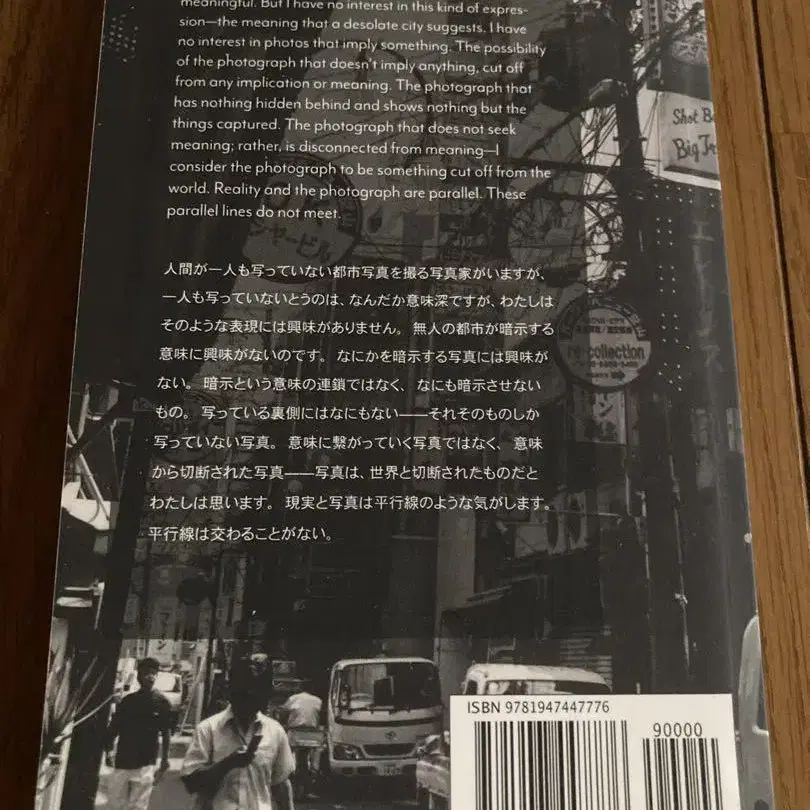 meaningful. But I have no interest in this kind of expres-
sion—the meaning that a desolate city suggests. I have
no interest in photos that imply something. The possibility
of the photograph that doesn't imply anything, cut off
from any implication or meaning. The photograph that
has nothing hidden behind and shows nothing but the
things captured. The photograph that does not seek
meaning; rather, is disconnected from meaning—I
consider the photograph to be something cut off from the
world. Reality and the photograph are parallel. These
parallel lines do not meet.
人間が一人も写っていない都市写真を撮る写真家がいますが、
一人も写っていないとうのは、なんだか意味深ですが、わたしは
そのような表現には興味がありません。無人の都市が暗示する
意味に興味がないのです。なにかを暗示する写真には興味が
ない。暗示という意味の連鎖ではなく、なにも暗示させない
もの。写っている裏側にはなにもない——それそのものしか
写っていない写真。意味に繋がっていく写真ではなく、意味
から切断された写真——写真は、世界と切断されたものだと
わたしは思います。現実と写真は平行線のような気がします。
平行線は交わることがない。
Shot
Big
re-collection
ISBN 9781947447776
90000